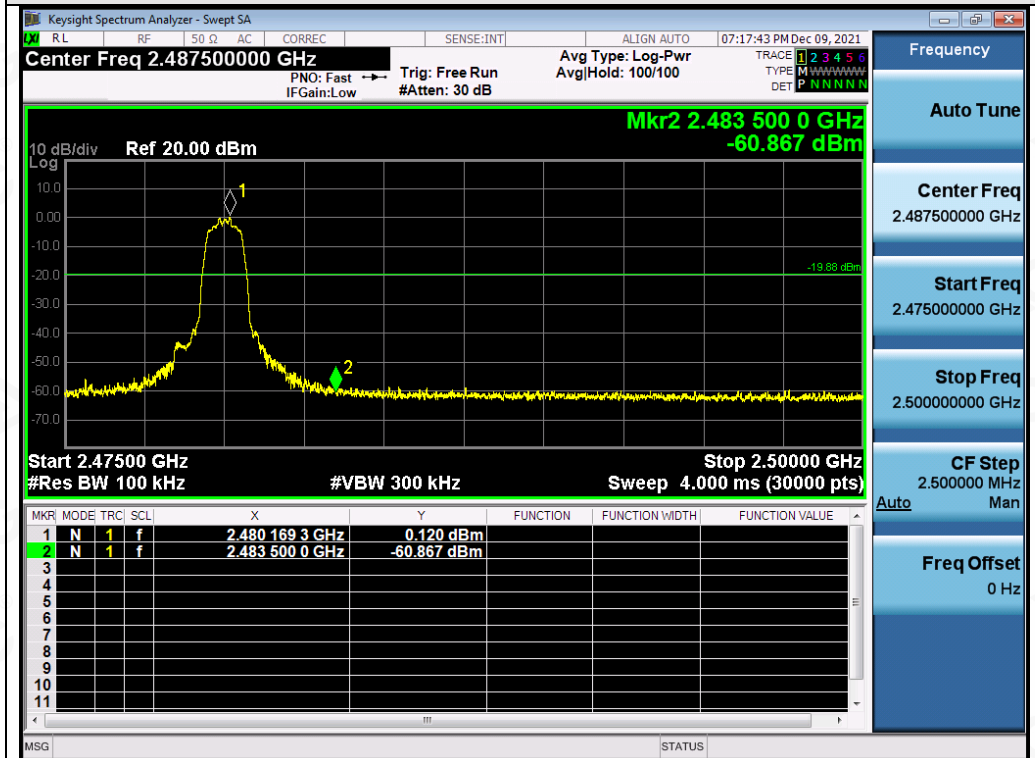 Keysight Spectrum Analyzer - Swept SA
LXI RL RF 50 Ω AC CORREC SENSE:INT ALIGN AUTO 07:17:43 PM Dec 09, 2021
Center Freq 2.487500000 GHz
PNO: Fast
IFGain:Low
Trig: Free Run
#Atten: 30 dB
Avg Type: Log-Pwr
Avg|Hold: 100/100
TRACE 1 2 3 4 5 6
TYPE M WWWWW
DET P N N N N N
Mkr2 2.483 500 0 GHz
-60.867 dBm
10 dB/div Ref 20.00 dBm
Log
10.0
0.00
-10.0
-20.0
-30.0
-40.0
-50.0
-60.0
-70.0
1
2
-19.88 dBm
Start 2.47500 GHz Stop 2.50000 GHz
#Res BW 100 kHz #VBW 300 kHz Sweep 4.000 ms (30000 pts)
MKR MODE TRC SCL X Y FUNCTION FUNCTION WIDTH FUNCTION VALUE
1 N 1 f 2.480 169 3 GHz 0.120 dBm
2 N 1 f 2.483 500 0 GHz -60.867 dBm
3
4
5
6
7
8
9
10
11
MSG STATUS
Frequency
Auto Tune
Center Freq
2.487500000 GHz
Start Freq
2.475000000 GHz
Stop Freq
2.500000000 GHz
CF Step
2.500000 MHz
Auto Man
Freq Offset
0 Hz